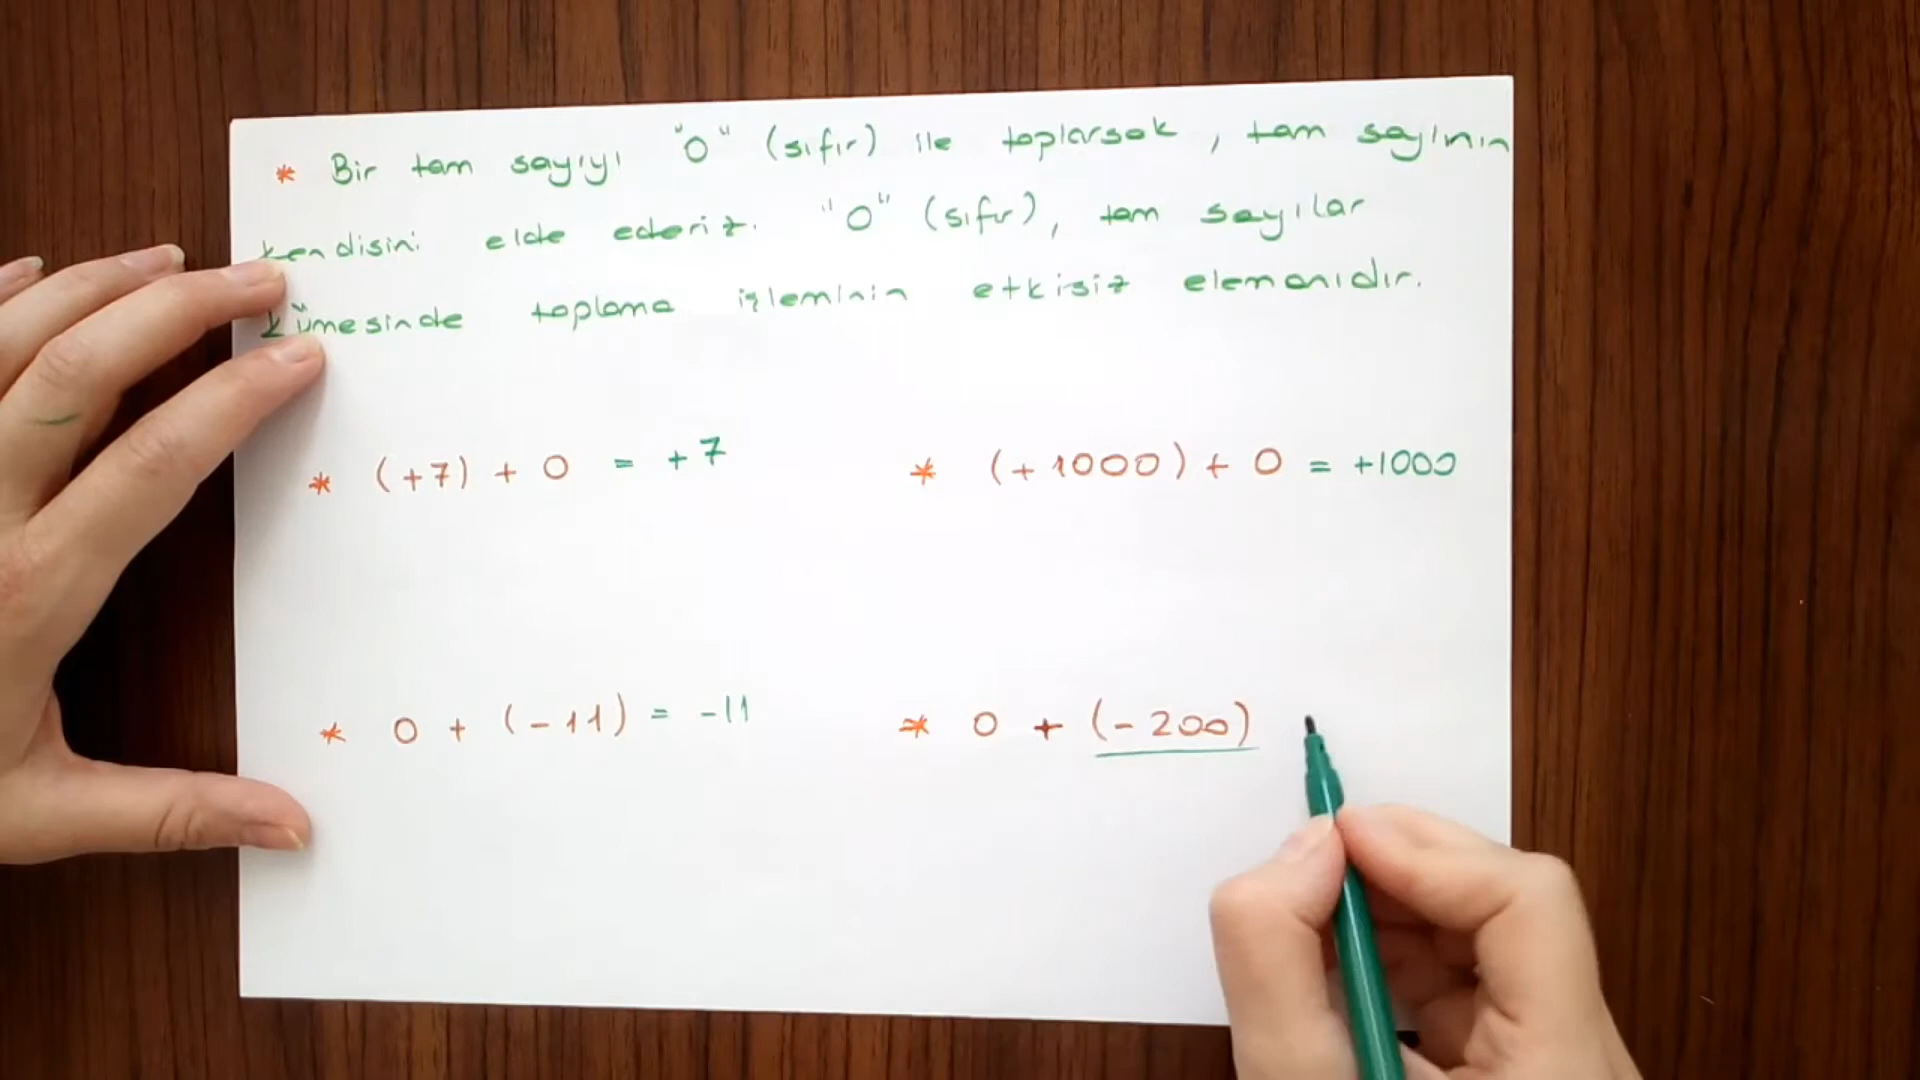 * Bir tam sayıyı "0" (sıfır) ile toplarsak, tam sayının
kendisini elde ederiz. "0" (sıfır), tam sayılar
kümesinde toplama işleminin etkisiz elemanıdır.
* (+7) + 0 = +7
* (+1000) + 0 = +1000
* 0 + (-11) = -11
* 0 + (-200)